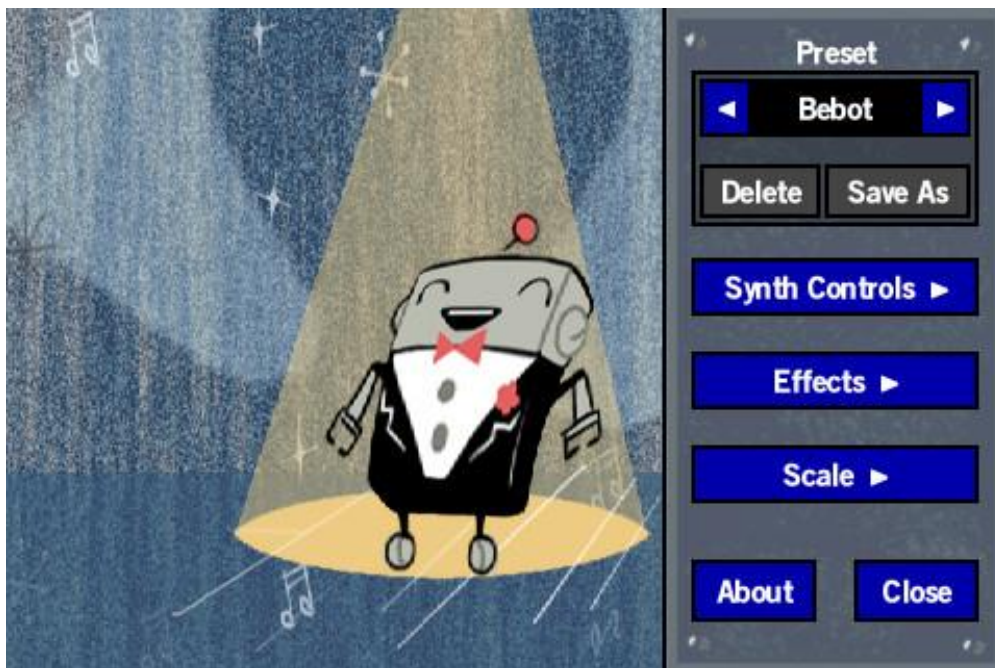 Preset
Bebot
Delete Save As
Synth Controls
Effects
Scale
About Close